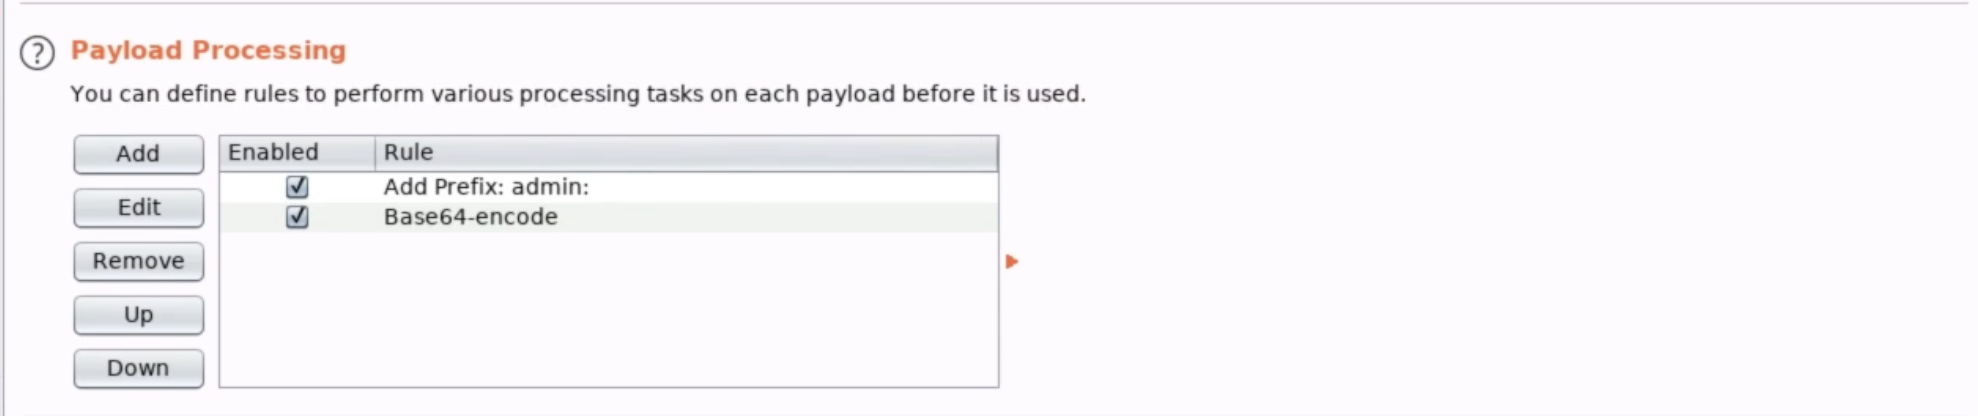 ? Payload Processing
You can define rules to perform various processing tasks on each payload before it is used.
Add
Enabled Rule
Add Prefix: admin:
Edit
Base64-encode
Remove
Up
Down